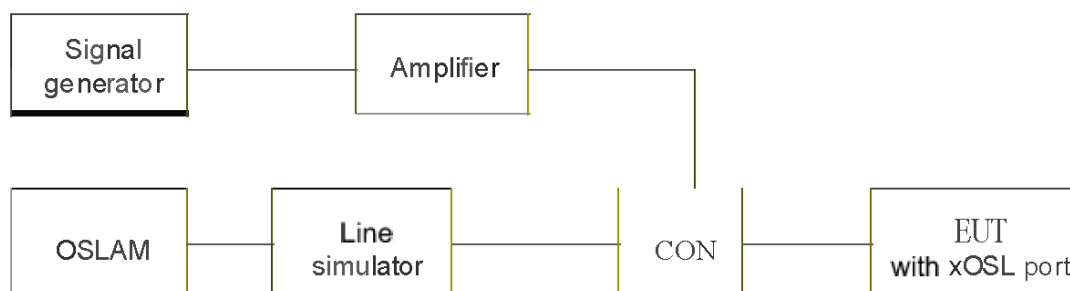 Signal
generator
Amplifier
OSLAM
Line
simulator
CON
EUT
with xOSL port